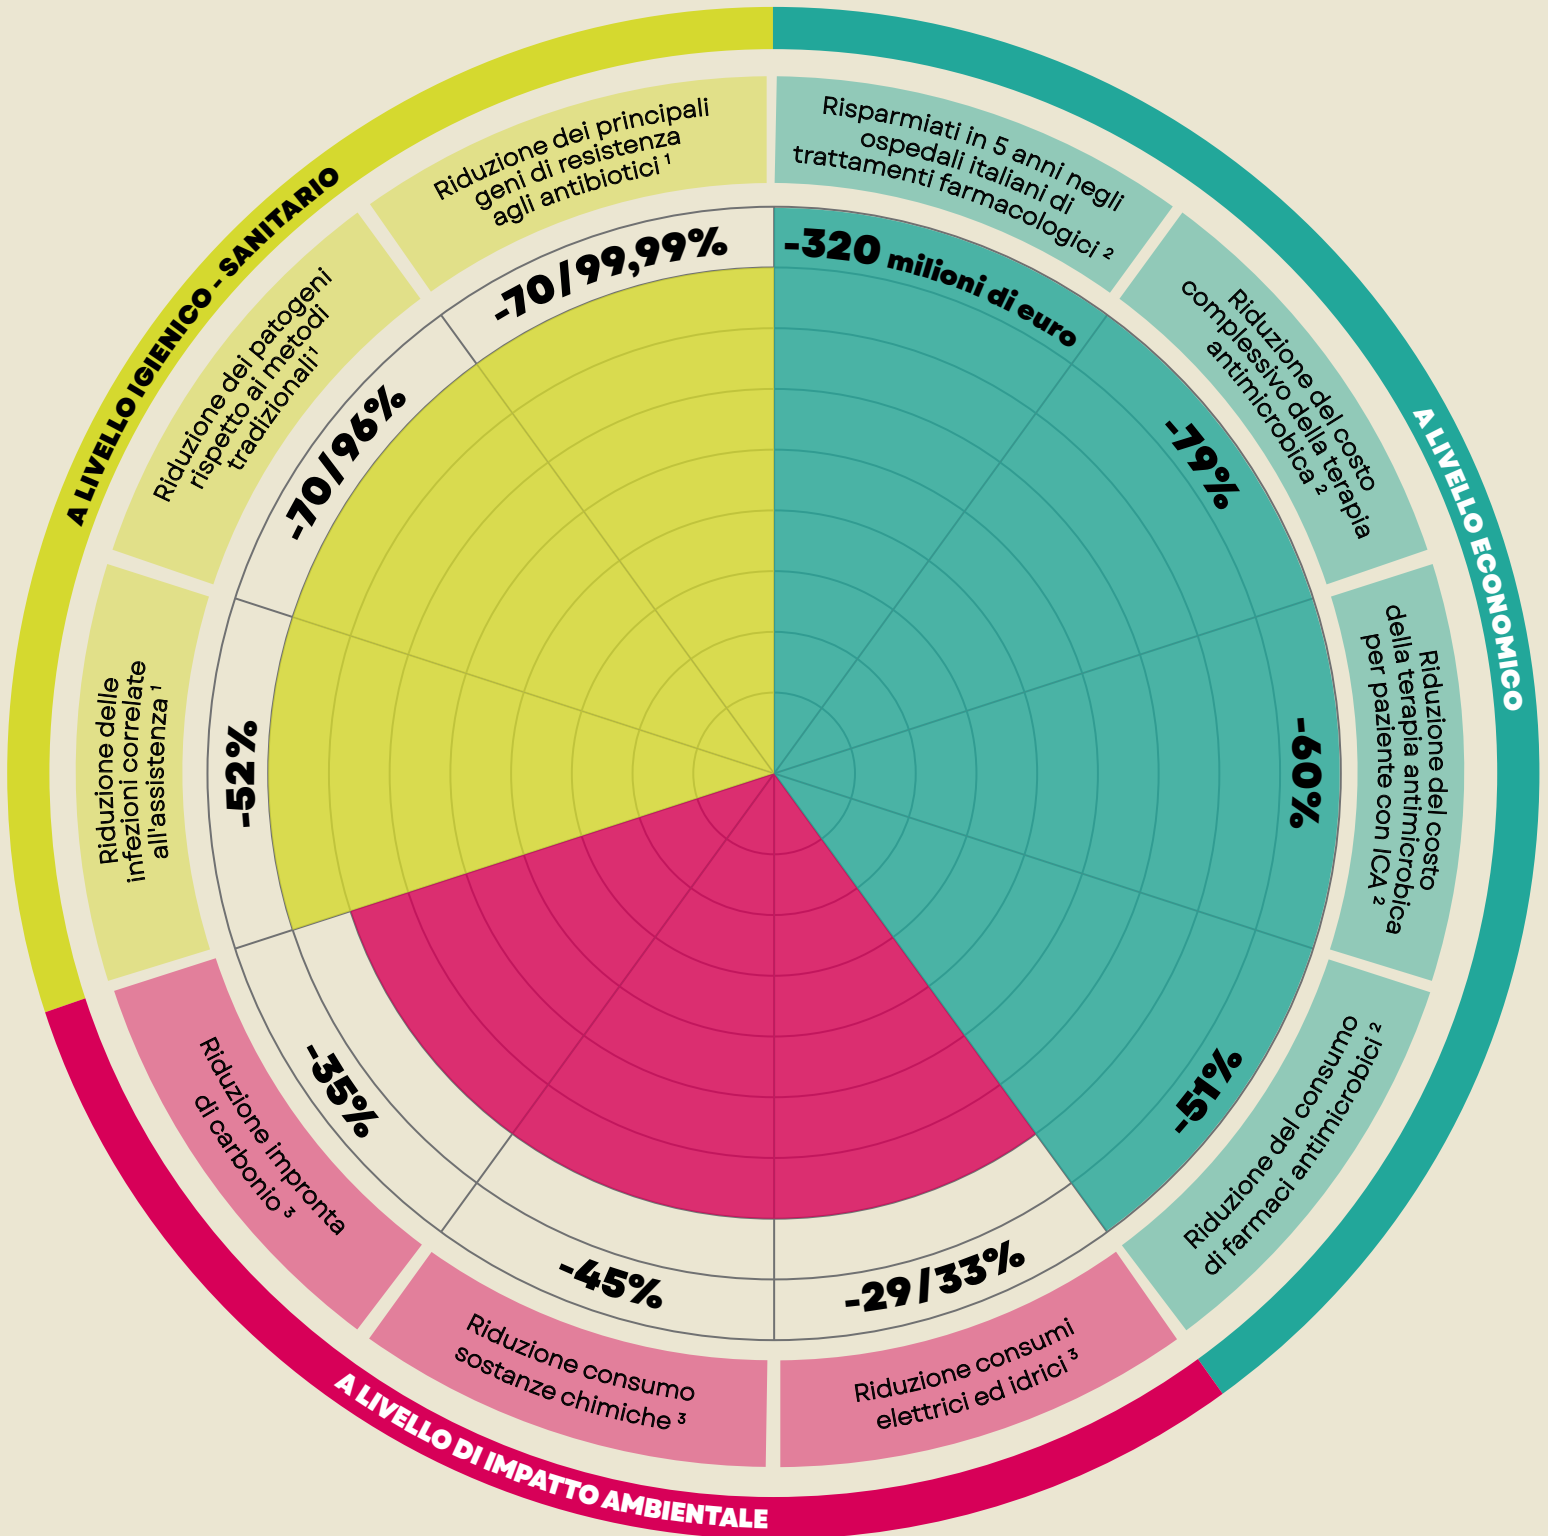 A LIVELLO IGIENICO - SANITARIO
Riduzione dei principali
geni di resistenza
agli antibiotici ¹
-70/99,99%
Riduzione dei patogeni
rispetto ai metodi
tradizionali ¹
-70/96%
Riduzione delle
infezioni correlate
all'assistenza ¹
-52%
A LIVELLO ECONOMICO
Risparmiati in 5 anni negli
ospedali italiani di
trattamenti farmacologici ²
-320 milioni di euro
Riduzione del costo
complessivo della terapia
antimicrobica ²
-79%
Riduzione del costo
della terapia antimicrobica
per paziente con ICA ²
-60%
Riduzione del consumo
di farmaci antimicrobici ²
-51%
A LIVELLO DI IMPATTO AMBIENTALE
Riduzione consumi
elettrici ed idrici ³
-29/33%
Riduzione consumo
sostanze chimiche ³
-45%
Riduzione impronta
di carbonio ³
-35%